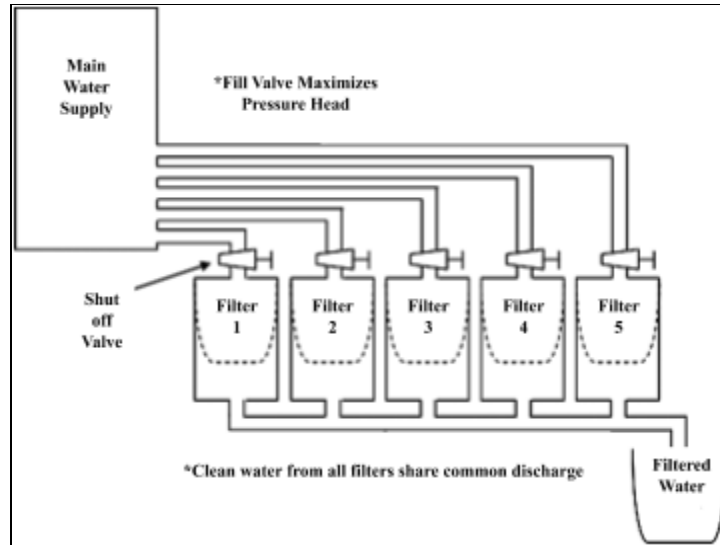 Main
Water
Supply
*Fill Valve Maximizes
Pressure Head
Shut
off
Valve
Filter
1
Filter
2
Filter
3
Filter
4
Filter
5
*Clean water from all filters share common discharge
Filtered
Water